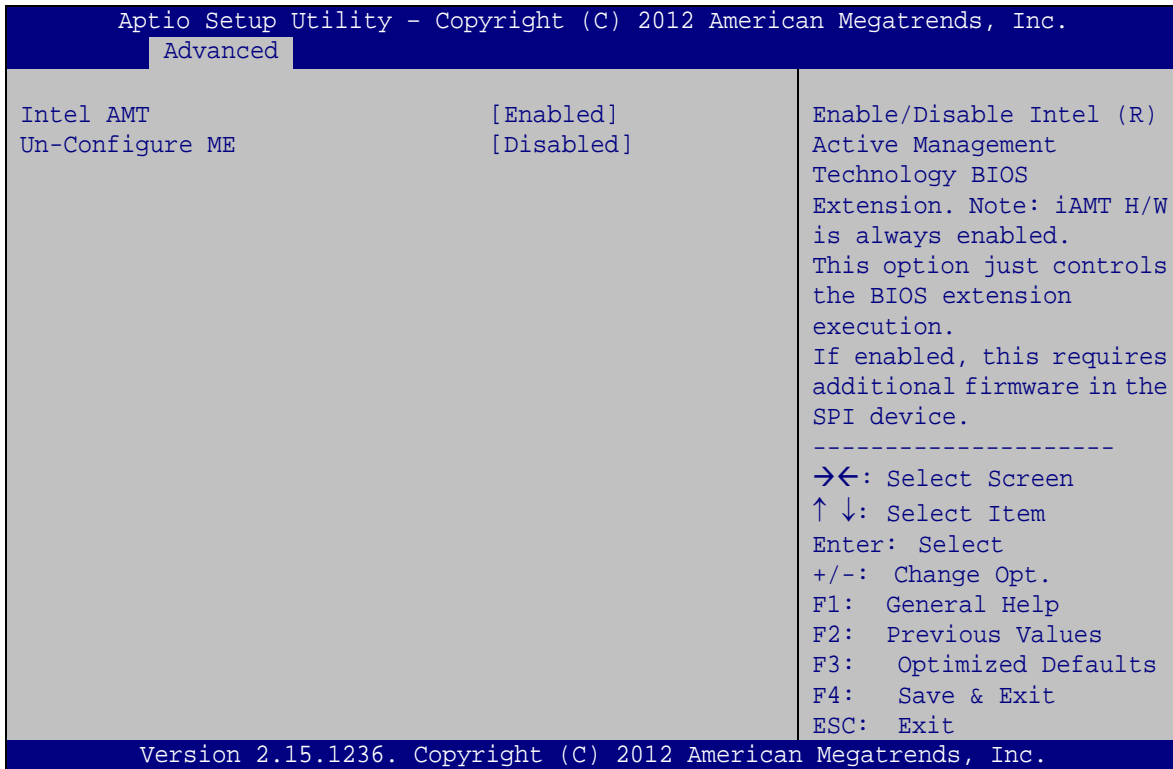 Aptio Setup Utility – Copyright (C) 2012 American Megatrends, Inc.
Advanced
Intel AMT [Enabled]
Un-Configure ME [Disabled]
Enable/Disable Intel (R)
Active Management
Technology BIOS
Extension. Note: iAMT H/W
is always enabled.
This option just controls
the BIOS extension
execution.
If enabled, this requires
additional firmware in the
SPI device.
---------------------
→←: Select Screen
↑ ↓: Select Item
Enter: Select
+/-: Change Opt.
F1: General Help
F2: Previous Values
F3: Optimized Defaults
F4: Save & Exit
ESC: Exit
Version 2.15.1236. Copyright (C) 2012 American Megatrends, Inc.